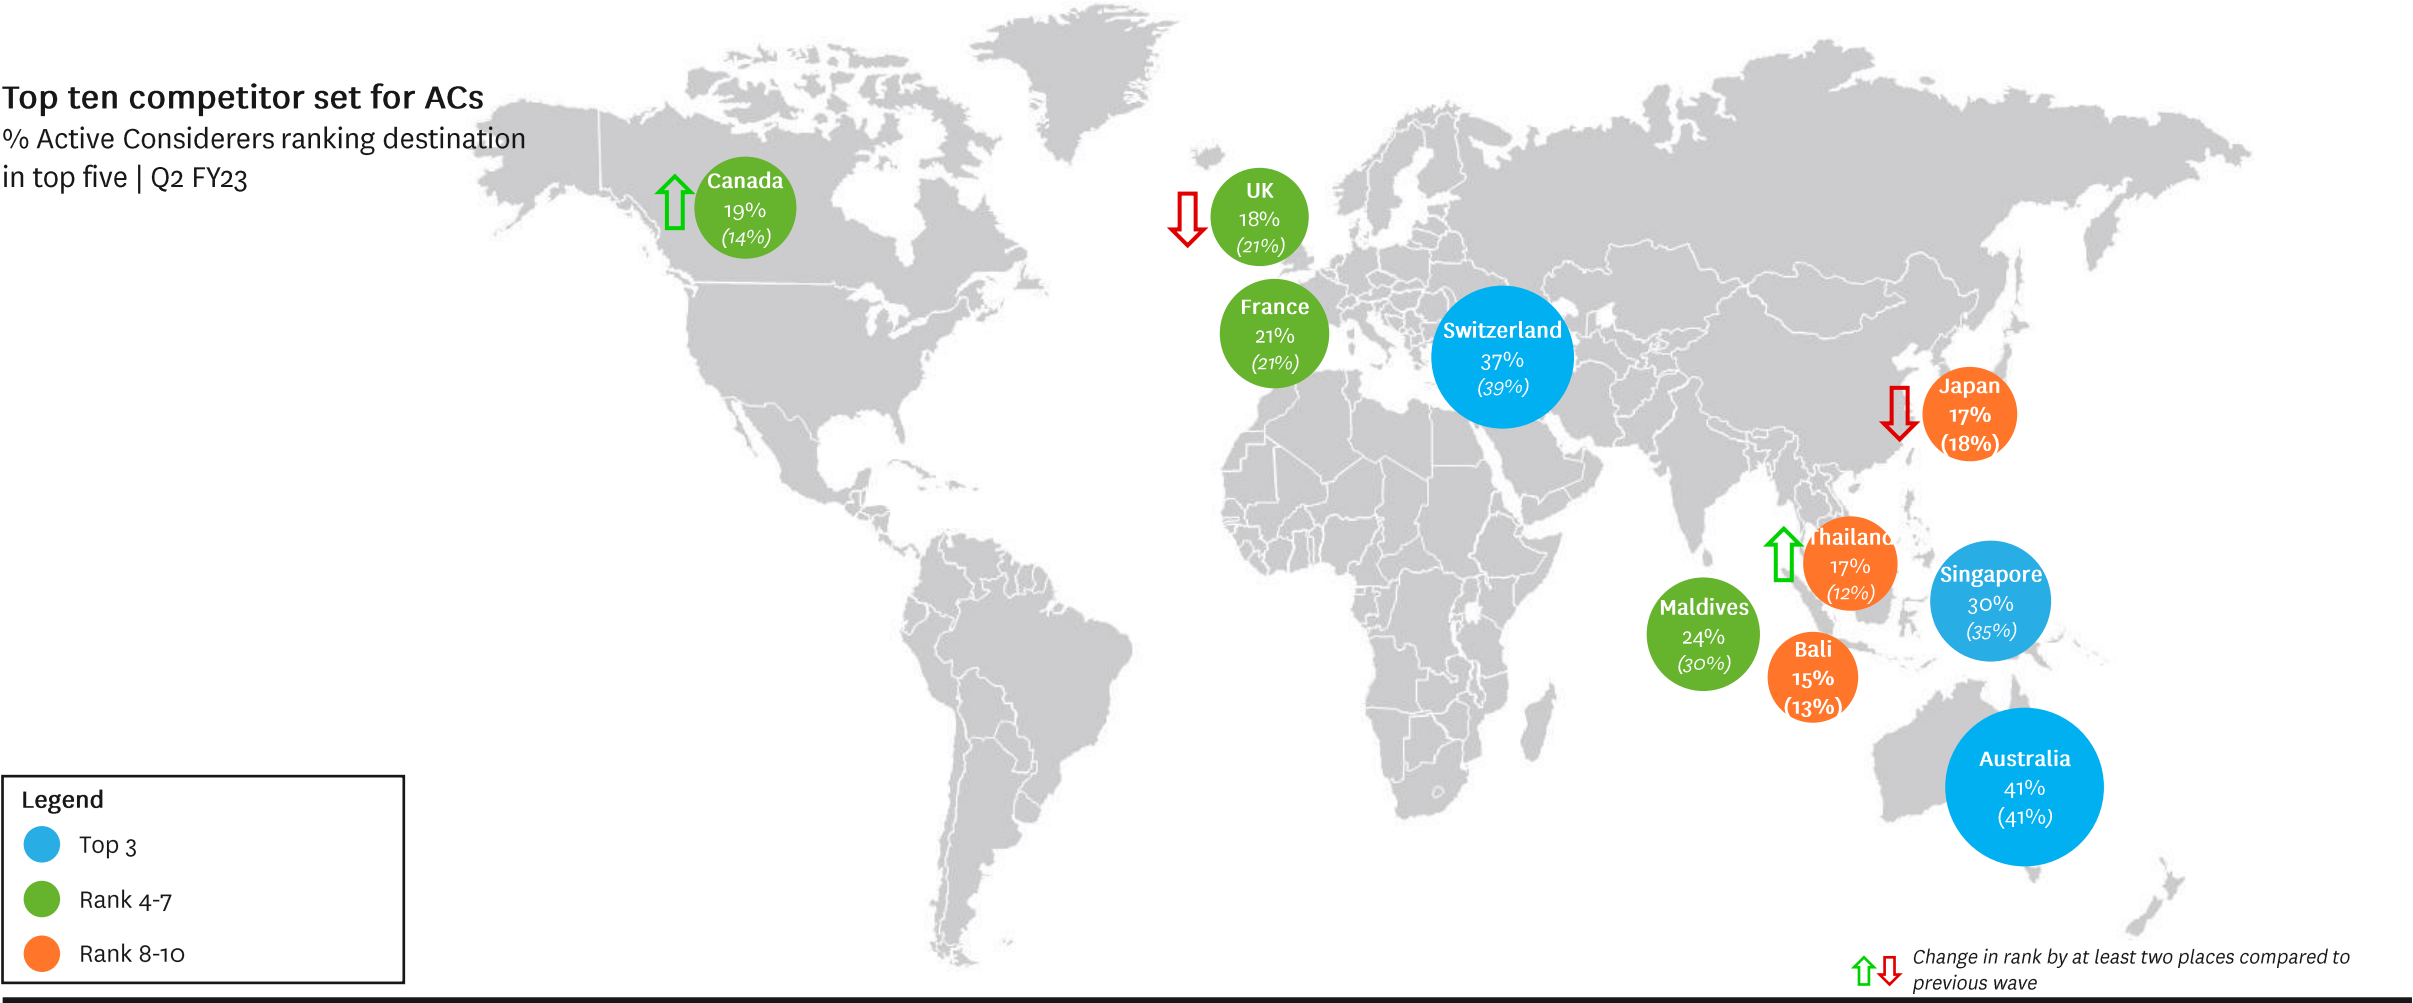 Top ten competitor set for ACs
% Active Considerers ranking destination
in top five | Q2 FY23
Canada
19%
(14%)
UK
18%
(21%)
France
21%
(21%)
Switzerland
37%
(39%)
Japan
17%
(18%)
Thailand
17%
(12%)
Singapore
30%
(35%)
Maldives
24%
(30%)
Bali
15%
(13%)
Australia
41%
(41%)
Legend
Top 3
Rank 4-7
Rank 8-10
Change in rank by at least two places compared to
previous wave